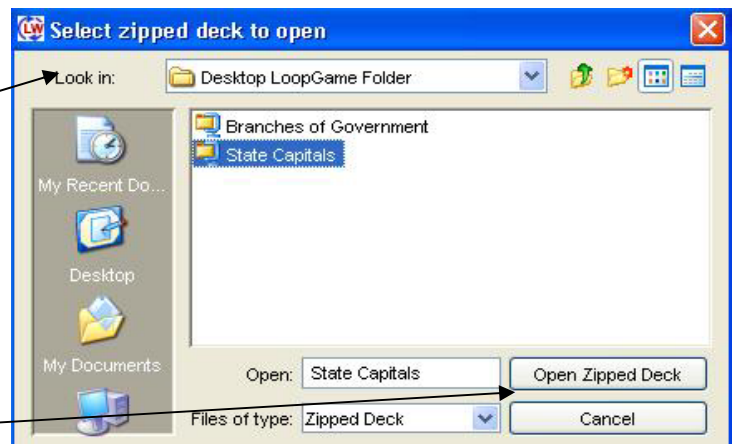 LW Select zipped deck to open
Look in: Desktop LoopGame Folder
Branches of Government
State Capitals
My Recent Do...
Desktop
My Documents
Open: State Capitals Open Zipped Deck
Files of type: Zipped Deck Cancel